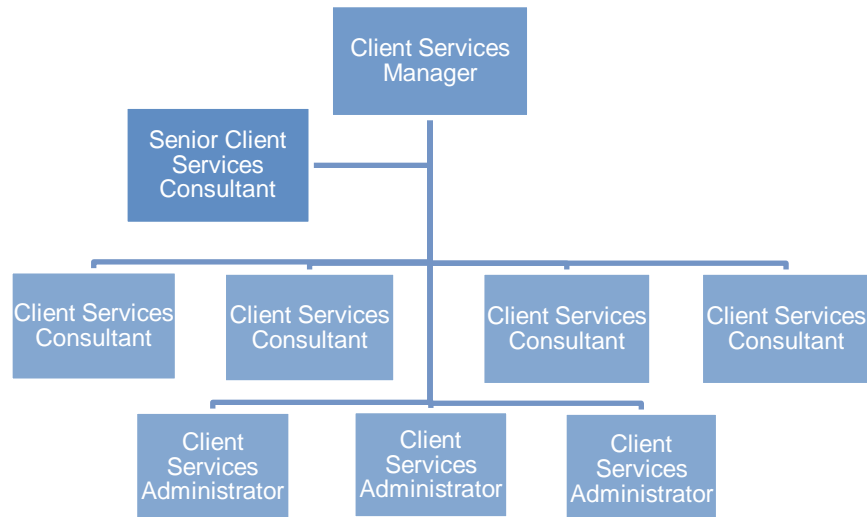 Client Services
Manager
Senior Client
Services
Consultant
Client Services
Consultant
Client Services
Consultant
Client Services
Consultant
Client Services
Consultant
Client
Services
Administrator
Client
Services
Administrator
Client
Services
Administrator